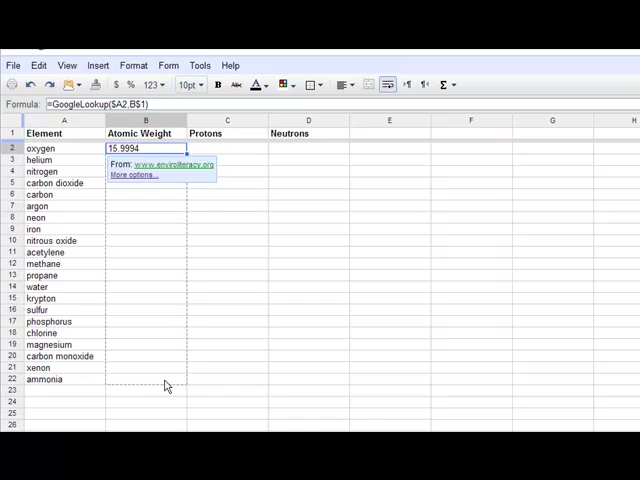 File Edit View Insert Format Form Tools Help
$ % 123 10pt B Abc A Σ
Formula: =GoogleLookup($A2,B$1)
A B C D E F G H
1 Element Atomic Weight Protons Neutrons
2 oxygen 15.9994
3 helium From: www.enviroliteracy.org
4 nitrogen More options...
5 carbon dioxide
6 carbon
7 argon
8 neon
9 iron
10 nitrous oxide
11 acetylene
12 methane
13 propane
14 water
15 krypton
16 sulfur
17 phosphorus
18 chlorine
19 magnesium
20 carbon monoxide
21 xenon
22 ammonia
23
24
25
26